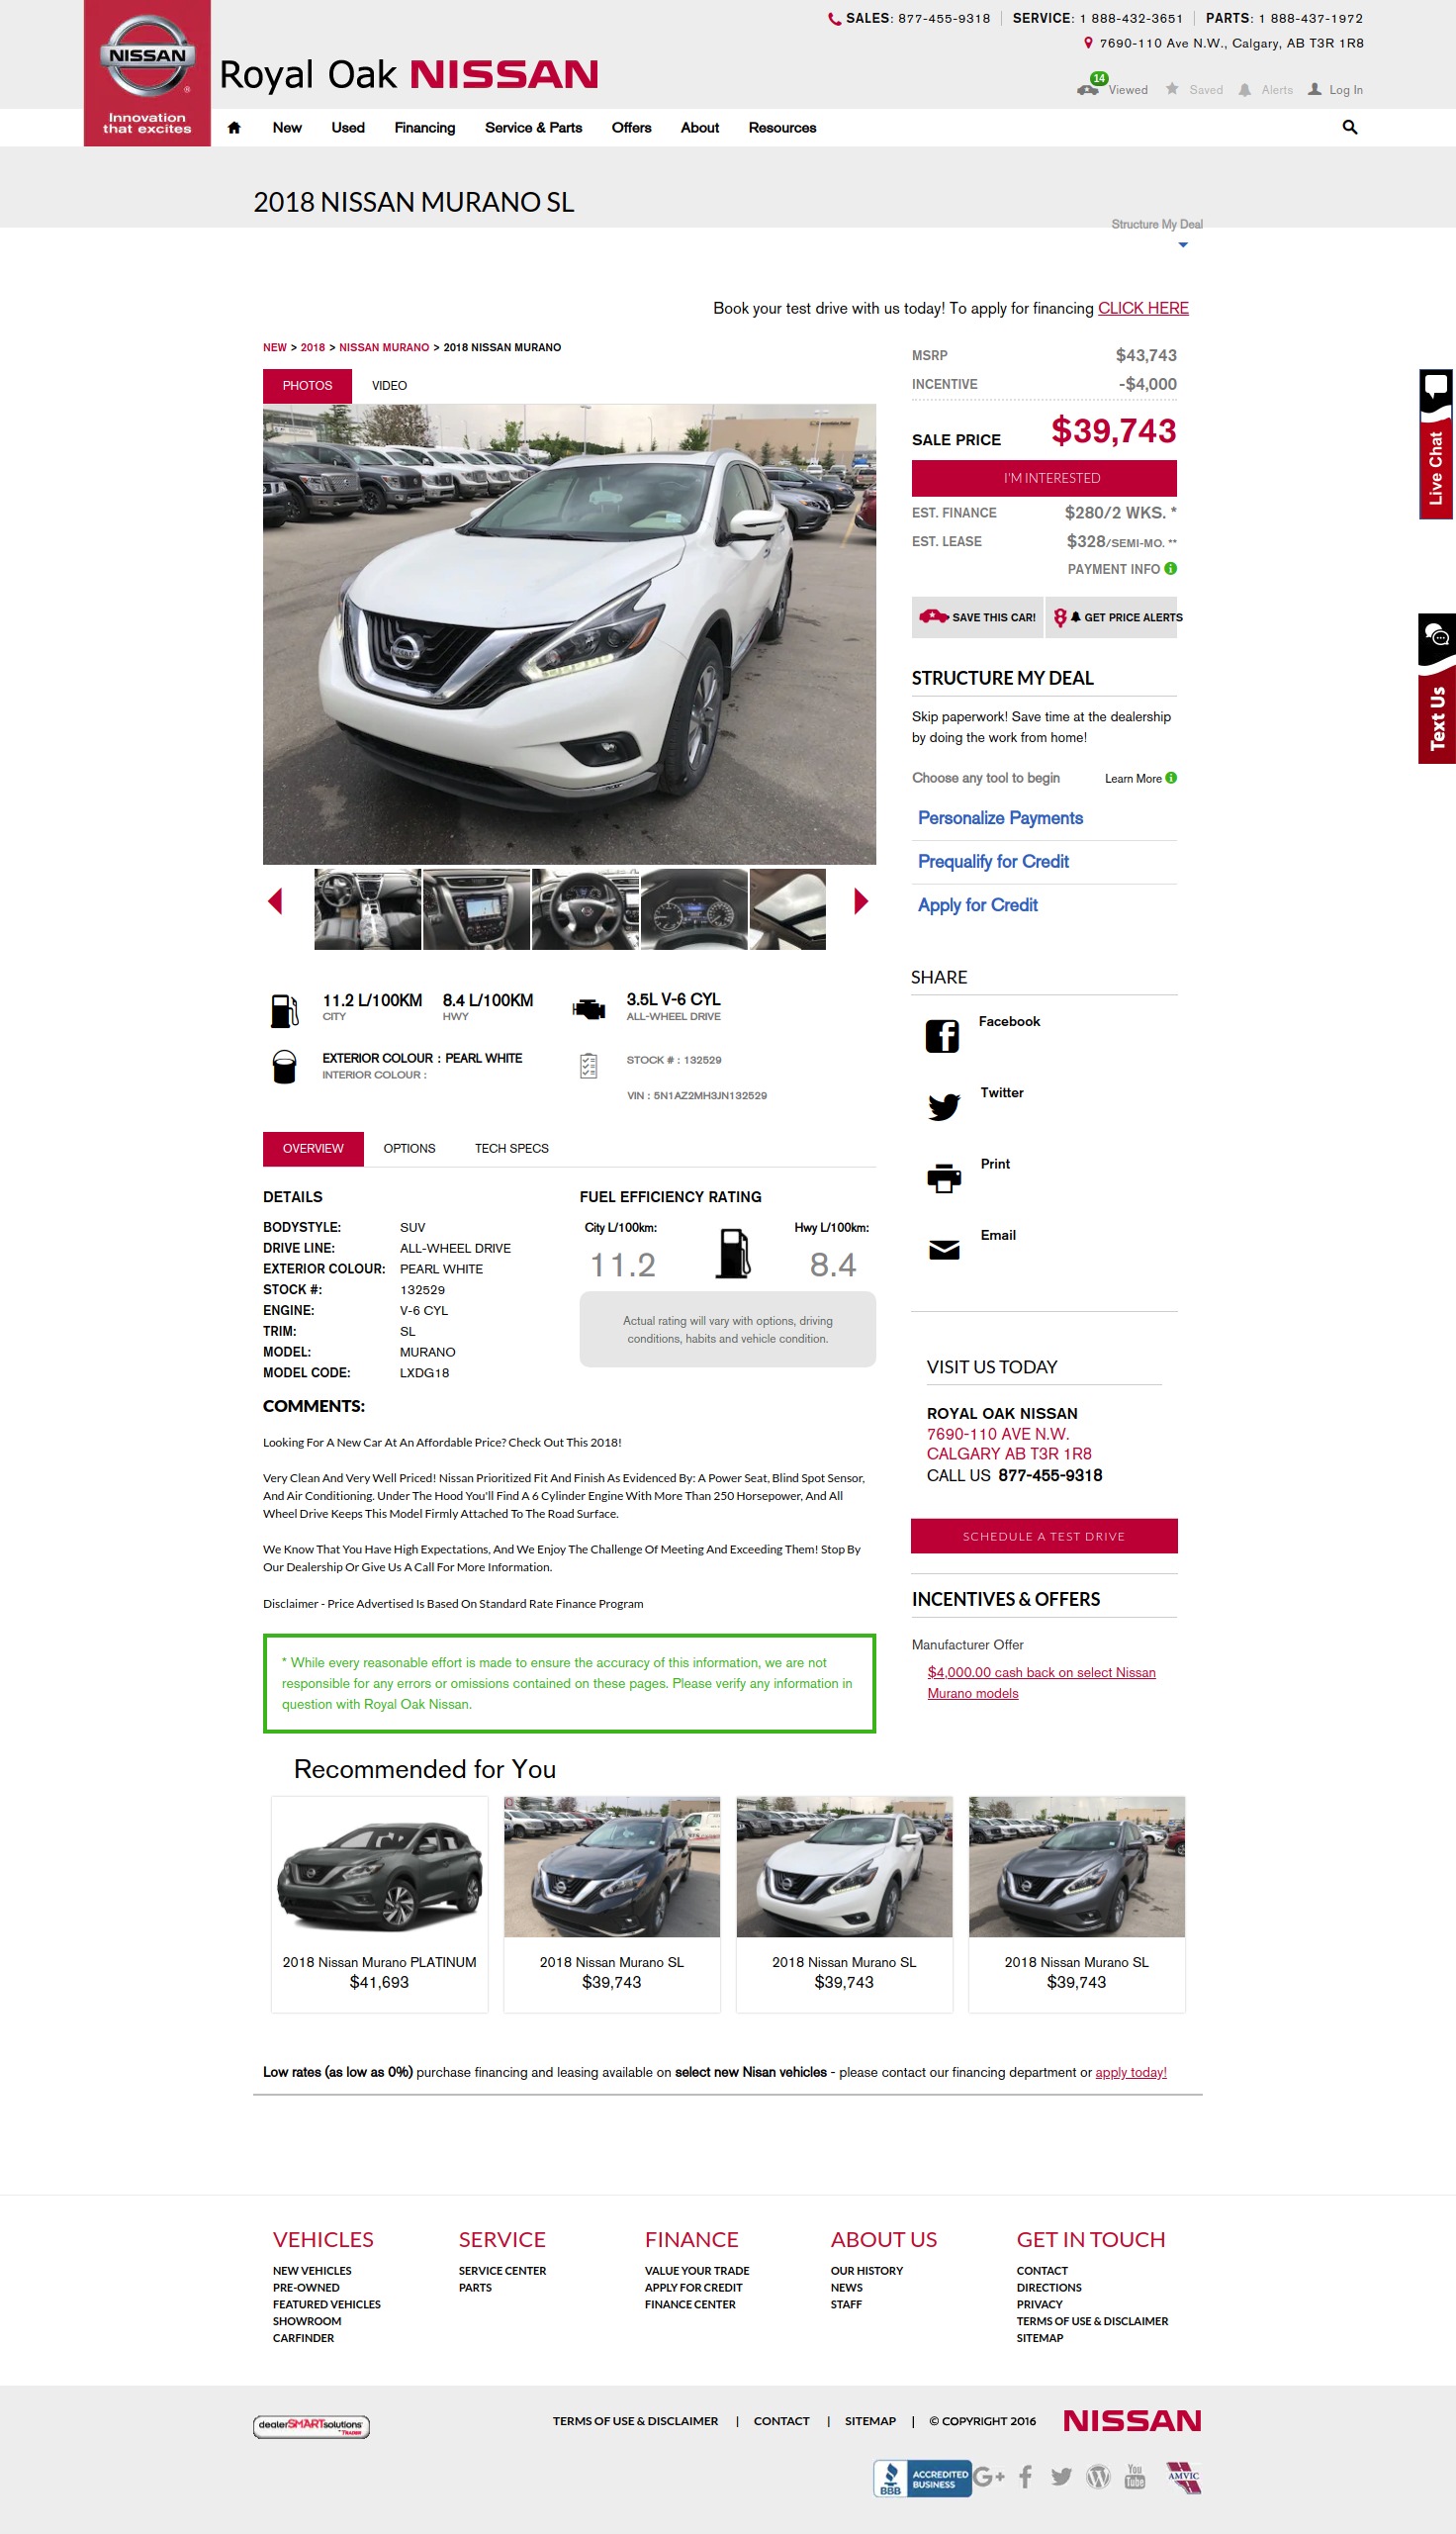 SALES: 877-455-9318 SERVICE: 1 888-432-3651 PARTS: 1 888-437-1972
7690-110 Ave N.W., Calgary, AB T3R 1R8
NISSAN
Innovation
that excites
Royal Oak NISSAN
14 Viewed Saved Alerts Log In
New Used Financing Service & Parts Offers About Resources
2018 NISSAN MURANO SL
Structure My Deal
Book your test drive with us today! To apply for financing CLICK HERE
NEW > 2018 > NISSAN MURANO > 2018 NISSAN MURANO
PHOTOS VIDEO
MSRP $43,743
INCENTIVE -$4,000
SALE PRICE $39,743
I'M INTERESTED
EST. FINANCE $280/2 WKS. *
EST. LEASE $328/SEMI-MO. **
PAYMENT INFO
SAVE THIS CAR! GET PRICE ALERTS
Live Chat
Text Us
STRUCTURE MY DEAL
Skip paperwork! Save time at the dealership
by doing the work from home!
Choose any tool to begin Learn More
Personalize Payments
Prequalify for Credit
Apply for Credit
11.2 L/100KM 8.4 L/100KM 3.5L V-6 CYL
CITY HWY ALL-WHEEL DRIVE
EXTERIOR COLOUR : PEARL WHITE
INTERIOR COLOUR :
STOCK # : 132529
VIN : 5N1AZ2MH3JN132529
SHARE
Facebook
Twitter
Print
Email
OVERVIEW OPTIONS TECH SPECS
DETAILS
BODYSTYLE: SUV
DRIVE LINE: ALL-WHEEL DRIVE
EXTERIOR COLOUR: PEARL WHITE
STOCK #: 132529
ENGINE: V-6 CYL
TRIM: SL
MODEL: MURANO
MODEL CODE: LXDG18
FUEL EFFICIENCY RATING
City L/100km: Hwy L/100km:
11.2 8.4
Actual rating will vary with options, driving
conditions, habits and vehicle condition.
COMMENTS:
Looking For A New Car At An Affordable Price? Check Out This 2018!
Very Clean And Very Well Priced! Nissan Prioritized Fit And Finish As Evidenced By: A Power Seat, Blind Spot Sensor,
And Air Conditioning. Under The Hood You'll Find A 6 Cylinder Engine With More Than 250 Horsepower, And All
Wheel Drive Keeps This Model Firmly Attached To The Road Surface.
We Know That You Have High Expectations, And We Enjoy The Challenge Of Meeting And Exceeding Them! Stop By
Our Dealership Or Give Us A Call For More Information.
Disclaimer - Price Advertised Is Based On Standard Rate Finance Program
* While every reasonable effort is made to ensure the accuracy of this information, we are not
responsible for any errors or omissions contained on these pages. Please verify any information in
question with Royal Oak Nissan.
VISIT US TODAY
ROYAL OAK NISSAN
7690-110 AVE N.W.
CALGARY AB T3R 1R8
CALL US 877-455-9318
SCHEDULE A TEST DRIVE
INCENTIVES & OFFERS
Manufacturer Offer
$4,000.00 cash back on select Nissan
Murano models
Recommended for You
2018 Nissan Murano PLATINUM
$41,693
2018 Nissan Murano SL
$39,743
2018 Nissan Murano SL
$39,743
2018 Nissan Murano SL
$39,743
Low rates (as low as 0%) purchase financing and leasing available on select new Nisan vehicles - please contact our financing department or apply today!
VEHICLES
NEW VEHICLES
PRE-OWNED
FEATURED VEHICLES
SHOWROOM
CARFINDER
SERVICE
SERVICE CENTER
PARTS
FINANCE
VALUE YOUR TRADE
APPLY FOR CREDIT
FINANCE CENTER
ABOUT US
OUR HISTORY
NEWS
STAFF
GET IN TOUCH
CONTACT
DIRECTIONS
PRIVACY
TERMS OF USE & DISCLAIMER
SITEMAP
dealerSMARTsolutions
TRADER
TERMS OF USE & DISCLAIMER | CONTACT | SITEMAP | © COPYRIGHT 2016 NISSAN
BBB ACCREDITED
BUSINESS
G+ You
Tube
AMVIC